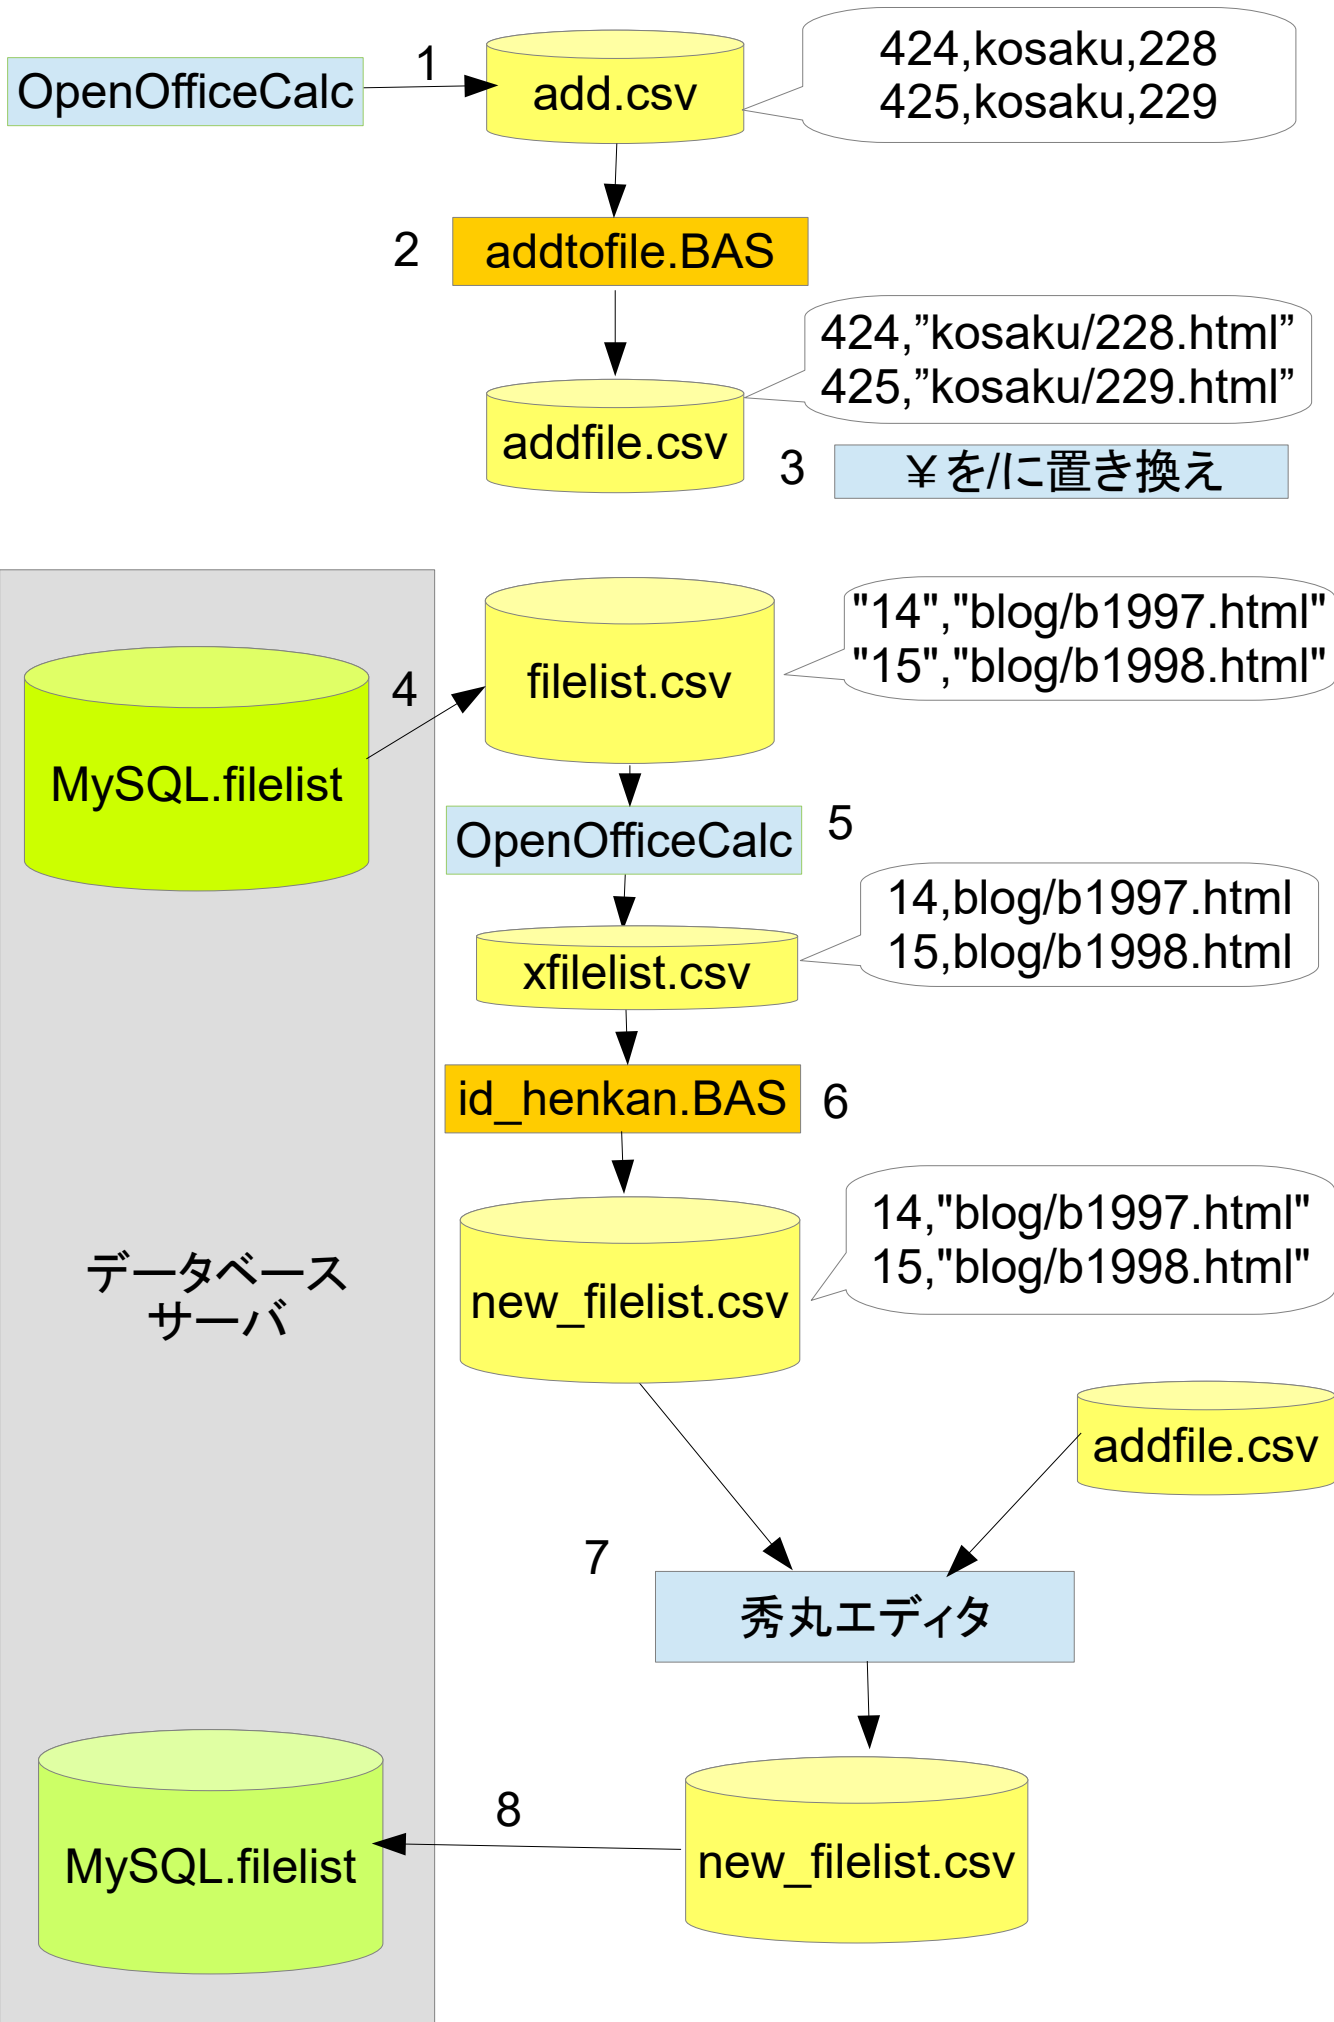 OpenOfficeCalc
1
add.csv
424,kosaku,228
425,kosaku,229
2
addtofile.BAS
424,”kosaku/228.html”
425,”kosaku/229.html”
addfile.csv
3
￥を/に置き換え
MySQL.filelist
4
filelist.csv
"14","blog/b1997.html"
"15","blog/b1998.html"
OpenOfficeCalc
5
14,blog/b1997.html
15,blog/b1998.html
xfilelist.csv
id_henkan.BAS
6
14,"blog/b1997.html"
15,"blog/b1998.html"
new_filelist.csv
データベース
サーバ
addfile.csv
7
秀丸エディタ
8
MySQL.filelist
new_filelist.csv